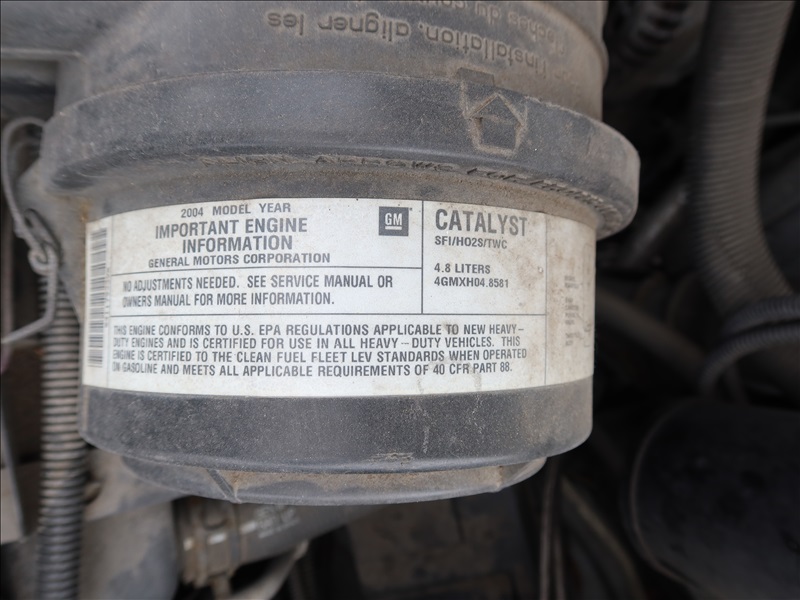 l'installation, aligner les
flèches du
2004 MODEL YEAR
IMPORTANT ENGINE
INFORMATION
GENERAL MOTORS CORPORATION
GM
NO ADJUSTMENTS NEEDED. SEE SERVICE MANUAL OR
OWNERS MANUAL FOR MORE INFORMATION.
CATALYST
SFI/HO2S/TWC
4.8 LITERS
4GMXH04.8581
THIS ENGINE CONFORMS TO U.S. EPA REGULATIONS APPLICABLE TO NEW HEAVY-
DUTY ENGINES AND IS CERTIFIED FOR USE IN ALL HEAVY-DUTY VEHICLES. THIS
ENGINE IS CERTIFIED TO THE CLEAN FUEL FLEET LEV STANDARDS WHEN OPERATED
ON GASOLINE AND MEETS ALL APPLICABLE REQUIREMENTS OF 40 CFR PART 88.